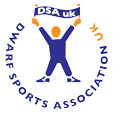 DSA uk
DWARF SPORTS ASSOCIATION UK